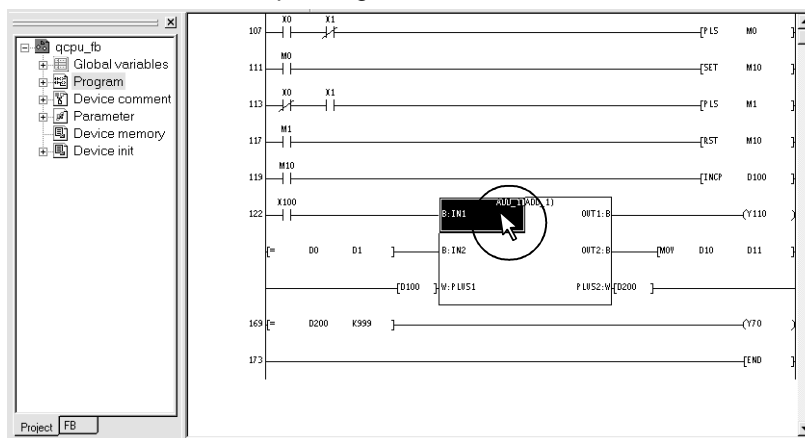 qcpu_fb
Global variables
Program
Device comment
Parameter
Device memory
Device init
Project FB
X0 X1
107 [PLS M0 ]
M0
111 [SET M10 ]
X0 X1
113 [PLS M1 ]
M1
117 [RST M10 ]
M10
119 [INCP D100 ]
X100 ADD_1(ADD_1)
122 B:IN1 OUT1:B (Y110 )
[= D0 D1 ] B:IN2 OUT2:B [MOV D10 D11 ]
[D100 ] W:PLUS1 PLUS2:W [D200 ]
169 [= D200 K999 ] (Y70 )
173 [END ]